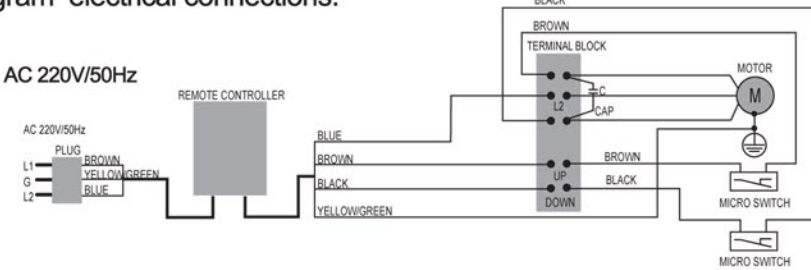 gram electrical connections:
BLACK
BROWN
TERMINAL BLOCK
AC 220V/50Hz
MOTOR
REMOTE CONTROLLER
C
M
L2
CAP
AC 220V/50Hz
PLUG
BLUE
L1
BROWN
BROWN
BROWN
G
YELLOW/GREEN
UP
L2
BLUE
BLACK
BLACK
DOWN
MICRO SWITCH
YELLOW/GREEN
MICRO SWITCH